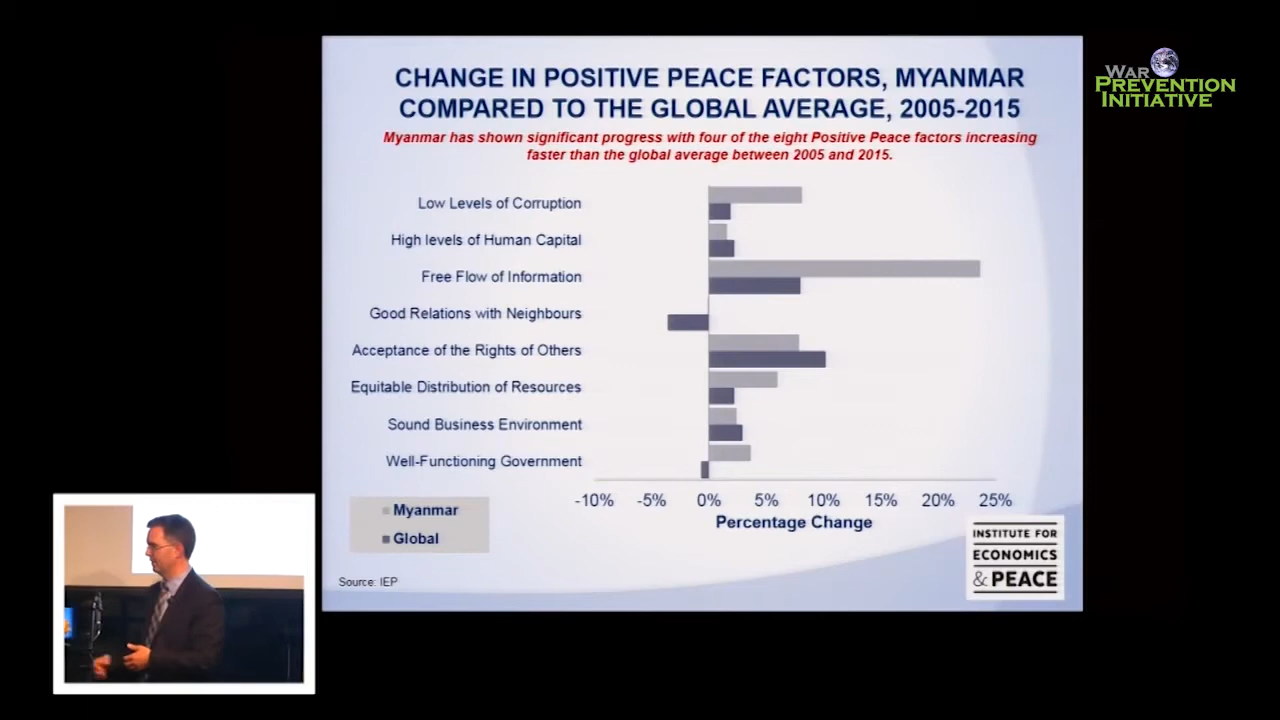 CHANGE IN POSITIVE PEACE FACTORS, MYANMAR
COMPARED TO THE GLOBAL AVERAGE, 2005-2015
Myanmar has shown significant progress with four of the eight Positive Peace factors increasing
faster than the global average between 2005 and 2015.
WAR
PREVENTION
INITIATIVE
Low Levels of Corruption
High levels of Human Capital
Free Flow of Information
Good Relations with Neighbours
Acceptance of the Rights of Others
Equitable Distribution of Resources
Sound Business Environment
Well-Functioning Government
-10% -5% 0% 5% 10% 15% 20% 25%
Percentage Change
Myanmar
Global
Source: IEP
INSTITUTE FOR
ECONOMICS
& PEACE